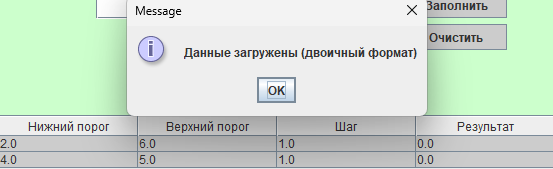 Message
Заполнить
Данные загружены (двоичный формат)
Очистить
OK
Нижний порог Верхний порог Шаг Результат
2.0 6.0 1.0 0.0
4.0 5.0 1.0 0.0